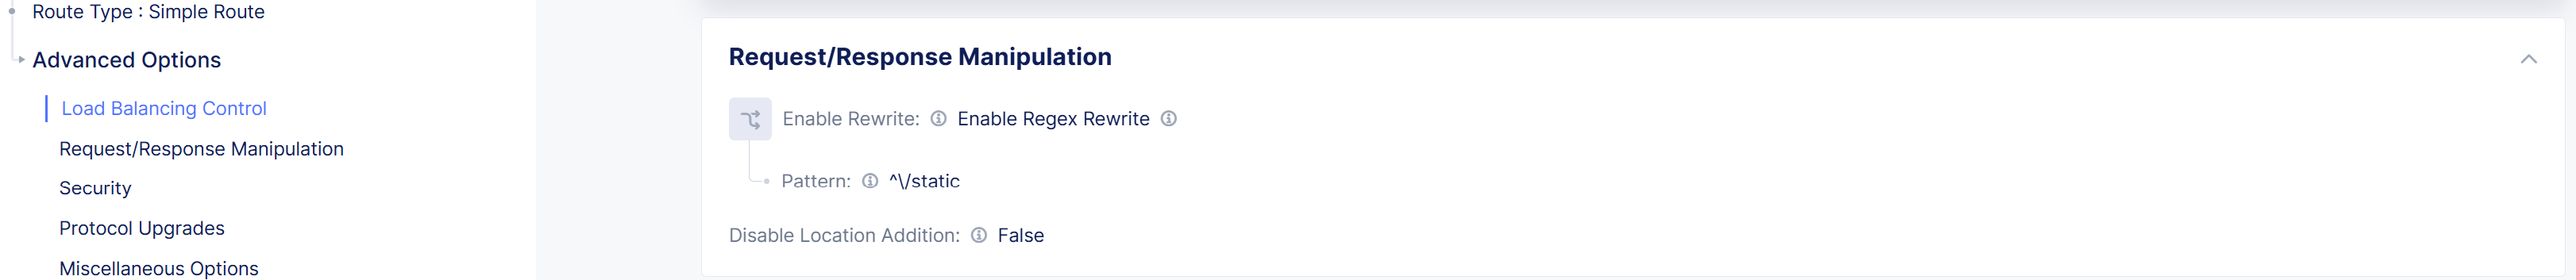 Route Type : Simple Route
Advanced Options
Load Balancing Control
Request/Response Manipulation
Security
Protocol Upgrades
Miscellaneous Options
Request/Response Manipulation
Enable Rewrite: Enable Regex Rewrite
Pattern: ^\/static
Disable Location Addition: False